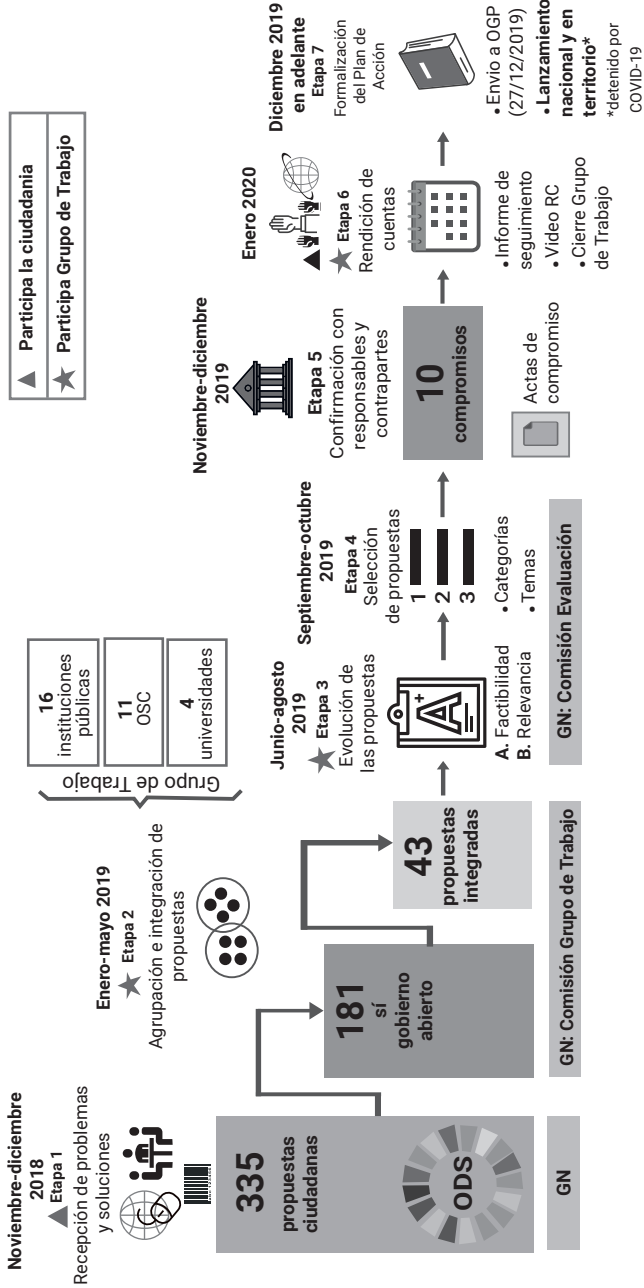 Participa la ciudadanía
Participa Grupo de Trabajo
Noviembre-diciembre
2018
Etapa 1
Recepción de problemas
y soluciones
335
propuestas
ciudadanas
ODS
GN
Enero-mayo 2019
Etapa 2
Agrupación e integración de
propuestas
Grupo de Trabajo
16
instituciones
públicas
11
OSC
4
universidades
181
sí
gobierno
abierto
43
propuestas
integradas
GN: Comisión Grupo de Trabajo
Junio-agosto
2019
Etapa 3
Evolución de
las propuestas
A+
A. Factibilidad
B. Relevancia
Septiembre-octubre
2019
Etapa 4
Selección
de propuestas
1
2
3
• Categorías
• Temas
GN: Comisión Evaluación
Noviembre-diciembre
2019
Etapa 5
Confirmación con
responsables y
contrapartes
10
compromisos
Actas de
compromiso
Enero 2020
Etapa 6
Rendición de
cuentas
• Informe de
seguimiento
• Video RC
• Cierre Grupo
de Trabajo
Diciembre 2019
en adelante
Etapa 7
Formalización
del Plan de
Acción
• Envio a OGP
(27/12/2019)
• Lanzamiento
nacional y en
territorio*
*detenido por
COVID-19